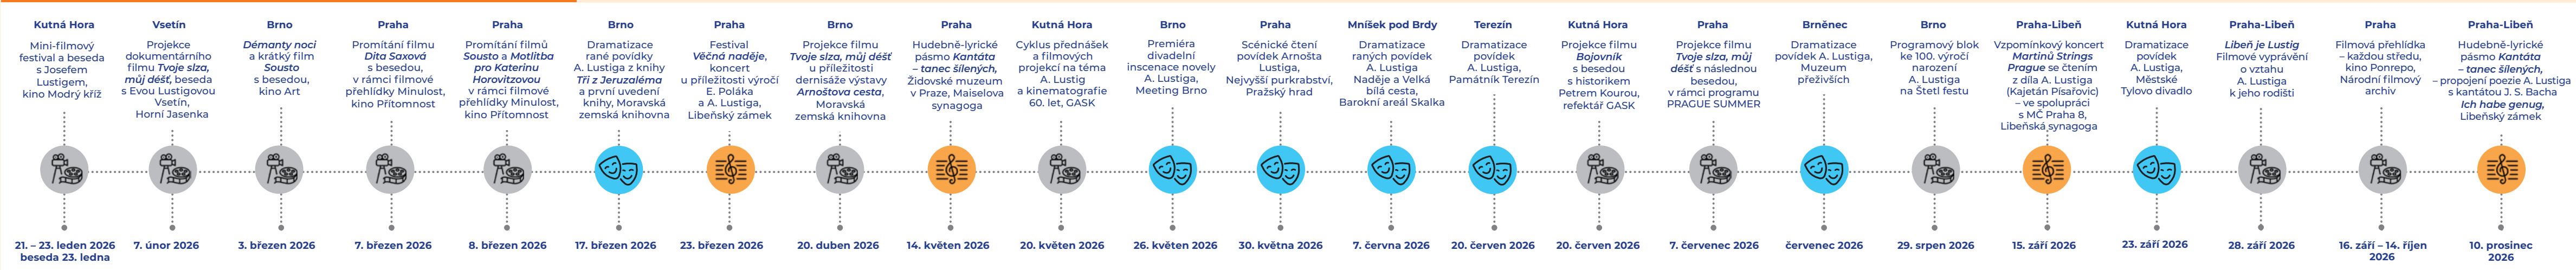 Kutná Hora
Mini-filmový
festival a beseda
s Josefem
Lustigem,
kino Modrý kříž
21. – 23. leden 2026
beseda 23. ledna
Vsetín
Projekce
dokumentárního
filmu Tvoje slza,
můj déšť, beseda
s Evou Lustigovou
Vsetín,
Horní Jasenka
7. únor 2026
Brno
Démanty noci
a krátký film
Sousto
s besedou,
kino Art
3. březen 2026
Praha
Promítání filmu
Dita Saxová
s besedou,
v rámci filmové
přehlídky Minulost,
kino Přítomnost
7. březen 2026
Praha
Promítání filmů
Sousto a Motlitba
pro Katerinu
Horovitzovou
v rámci filmové
přehlídky Minulost,
kino Přítomnost
8. březen 2026
Brno
Dramatizace
rané povídky
A. Lustiga z knihy
Tři z Jeruzaléma
a první uvedení
knihy, Moravská
zemská knihovna
17. březen 2026
Praha
Festival
Věčná naděje,
koncert
u příležitosti výročí
E. Poláka
a A. Lustiga,
Libeňský zámek
23. březen 2026
Brno
Projekce filmu
Tvoje slza, můj déšť
u příležitosti
dernisáže výstavy
Arnoštova cesta,
Moravská
zemská knihovna
20. duben 2026
Praha
Hudebně-lyrické
pásmo Kantáta
– tanec šílených,
Židovské muzeum
v Praze, Maiselova
synagoga
14. květen 2026
Kutná Hora
Cyklus přednášek
a filmových
projekcí na téma
A. Lustig
a kinematografie
60. let, GASK
20. květen 2026
Brno
Premiéra
divadelní
inscenace novely
A. Lustiga,
Meeting Brno
26. květen 2026
Praha
Scénické čtení
povídek Arnošta
Lustiga,
Nejvyšší purkrabství,
Pražský hrad
30. května 2026
Mníšek pod Brdy
Dramatizace
raných povídek
A. Lustiga
Naděje a Velká
bílá cesta,
Barokní areál Skalka
7. června 2026
Terezín
Dramatizace
povídek
A. Lustiga,
Památník Terezín
20. červen 2026
Kutná Hora
Projekce filmu
Bojovník
s besedou
s historikem
Petrem Kourou,
refektář GASK
20. červen 2026
Praha
Projekce filmu
Tvoje slza, můj
déšť s následnou
besedou,
v rámci programu
PRAGUE SUMMER
7. červenec 2026
Brněnec
Dramatizace
povídek A. Lustiga,
Muzeum
přeživších
červenec 2026
Brno
Programový blok
ke 100. výročí
narození
A. Lustiga
na Štetl festu
29. srpen 2026
Praha-Libeň
Vzpomínkový koncert
Martinů Strings
Prague se čtením
z díla A. Lustiga
(Kajetán Písařovic)
– ve spolupráci
s MČ Praha 8,
Libeňská synagoga
15. září 2026
Kutná Hora
Dramatizace
povídek
A. Lustiga,
Městské
Tylovo divadlo
23. září 2026
Praha-Libeň
Libeň je Lustig
Filmové vyprávění
o vztahu
A. Lustiga
k jeho rodišti
28. září 2026
Praha
Filmová přehlídka
– každou středu,
kino Ponrepo,
Národní filmový
archiv
16. září – 14. říjen
2026
Praha-Libeň
Hudebně-lyrické
pásmo Kantáta
– tanec šílených,
– propojení poezie A. Lustiga
s kantátou J. S. Bacha
Ich habe genug,
Libeňský zámek
10. prosinec
2026